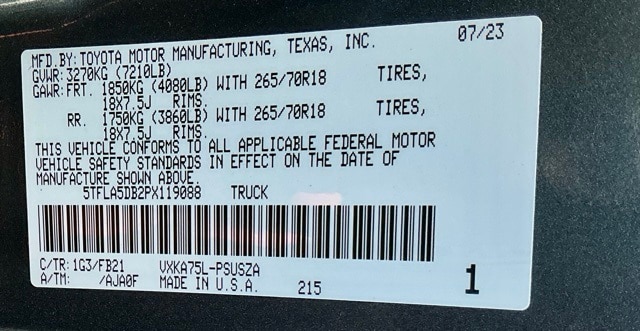 MFD.BY: TOYOTA MOTOR MANUFACTURING, TEXAS, INC. 07/23
GVWR: 3270KG (7210LB)
GAWR: FRT. 1850KG (4080LB) WITH 265/70R18 TIRES,
18X7.5J RIMS.
RR. 1750KG (3860LB) WITH 265/70R18 TIRES,
18X7.5J RIMS.
THIS VEHICLE CONFORMS TO ALL APPLICABLE FEDERAL MOTOR
VEHICLE SAFETY STANDARDS IN EFFECT ON THE DATE OF
MANUFACTURE SHOWN ABOVE.
5TFLA5DB2PX119088 TRUCK
C/TR: 1G3/FB21 VXKA75L-PSUSZA
A/TM: /AJA0F MADE IN U.S.A. 215 1